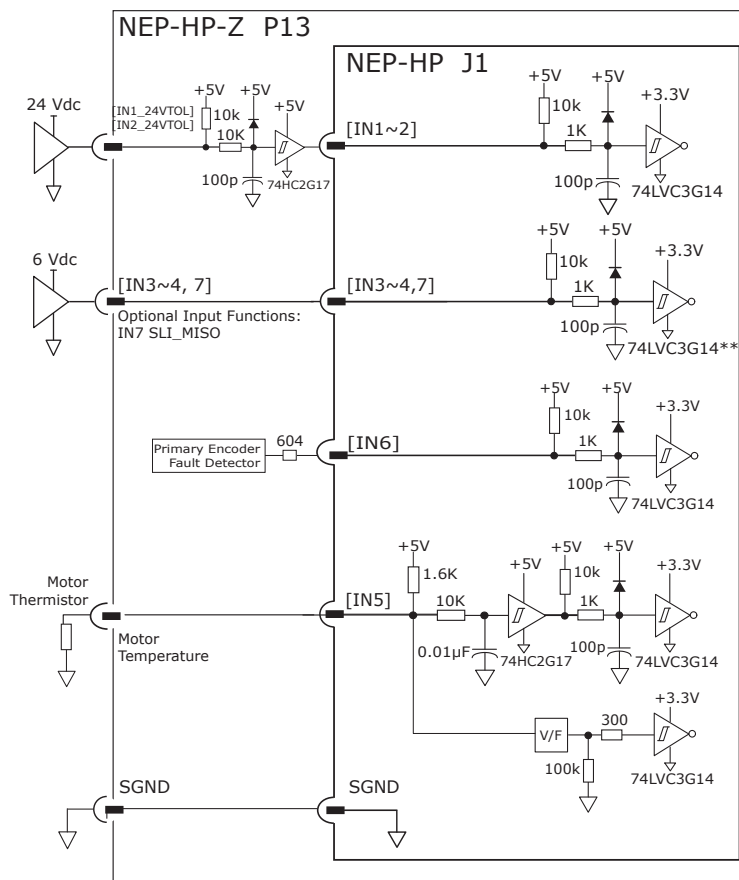 NEP-HP-Z P13
NEP-HP J1
24 Vdc
[IN1_24VTOL]
[IN2_24VTOL]
+5V
10k
+5V
10K
+5V
100p
74HC2G17
[IN1~2]
+5V
10k
+5V
1K
+3.3V
100p
74LVC3G14
6 Vdc
[IN3~4, 7]
Optional Input Functions:
IN7 SLI_MISO
[IN3~4,7]
+5V
10k
+5V
1K
+3.3V
100p
74LVC3G14**
Primary Encoder
Fault Detector
604
[IN6]
+5V
10k
+5V
1K
+3.3V
100p
74LVC3G14
Motor
Thermistor
Motor
Temperature
[IN5]
+5V
1.6K
10K
0.01µF
+5V
74HC2G17
+5V
10k
+5V
1K
+3.3V
100p
74LVC3G14
V/F
100k
300
+3.3V
74LVC3G14
SGND
SGND